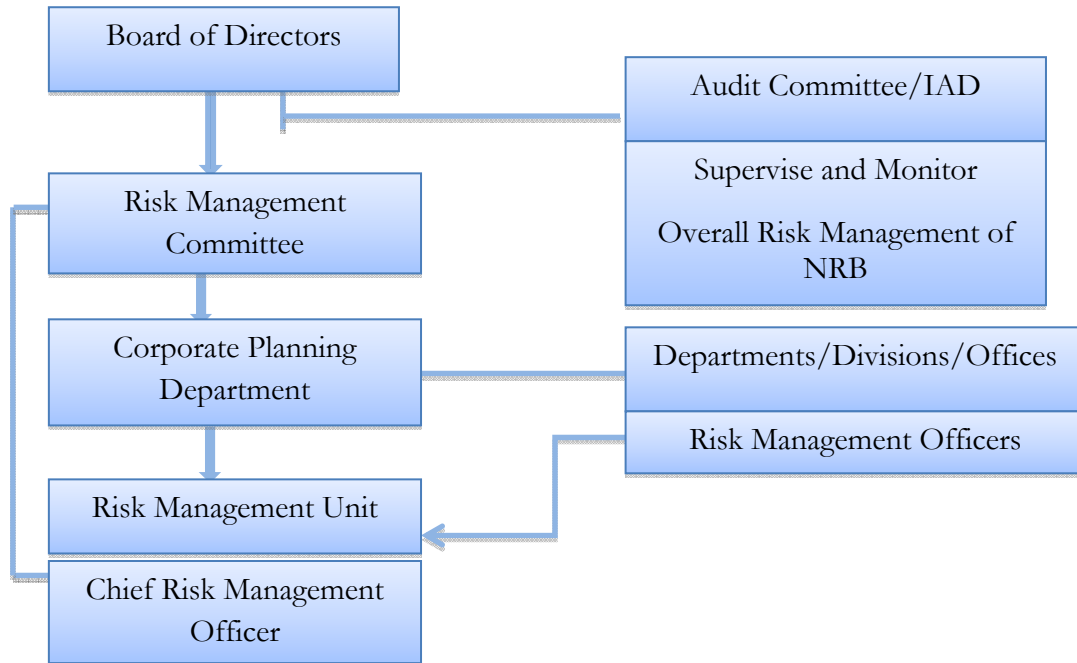 Board of Directors
Audit Committee/IAD
Supervise and Monitor
Overall Risk Management of
NRB
Risk Management
Committee
Corporate Planning
Department
Departments/Divisions/Offices
Risk Management Officers
Risk Management Unit
Chief Risk Management
Officer